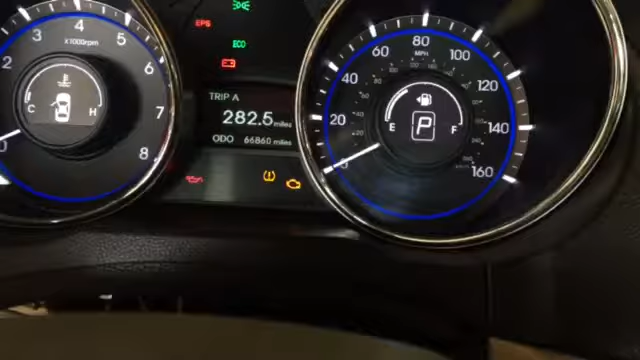 2 3 4 5 6 7 8
x1000rpm
C H
EPS
ECO
TRIP A
282.5 miles
ODO 66860 miles
0 20 40 60 80 100 120 140 160
MPH
E F
P